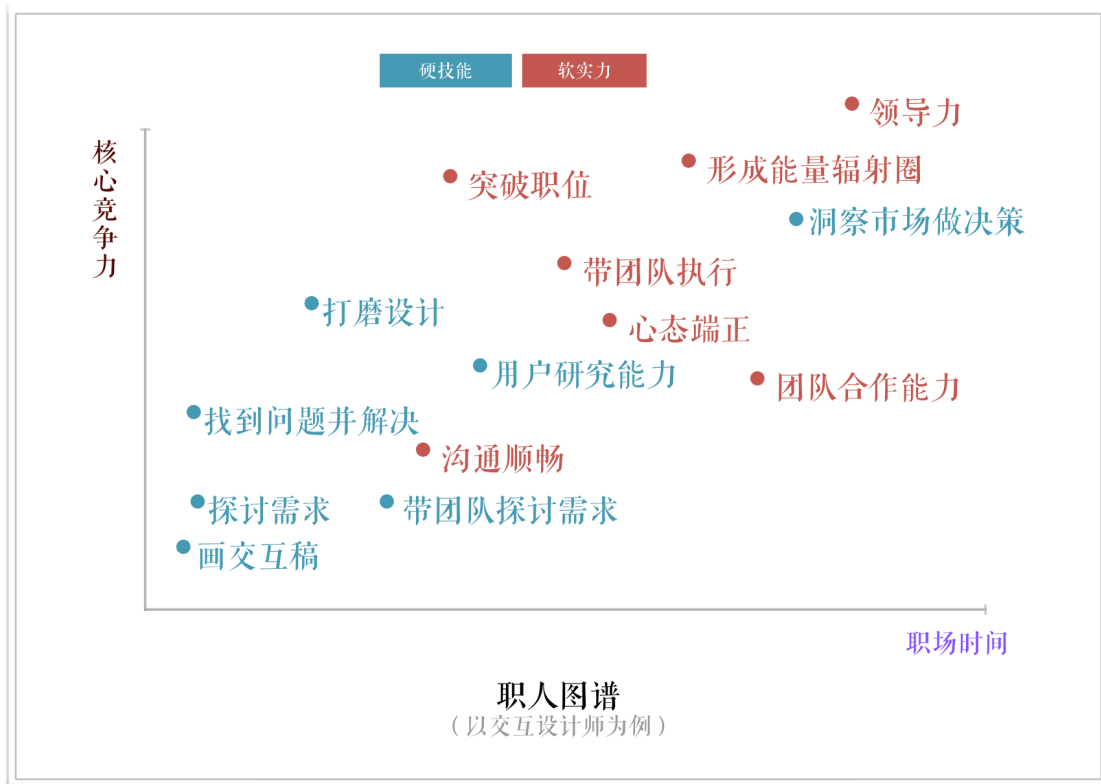 硬技能 软实力
领导力
核心竞争力
突破职位
形成能量辐射圈
洞察市场做决策
带团队执行
打磨设计
心态端正
用户研究能力
团队合作能力
找到问题并解决
沟通顺畅
探讨需求
带团队探讨需求
画交互稿
职场时间
职人图谱
（以交互设计师为例）